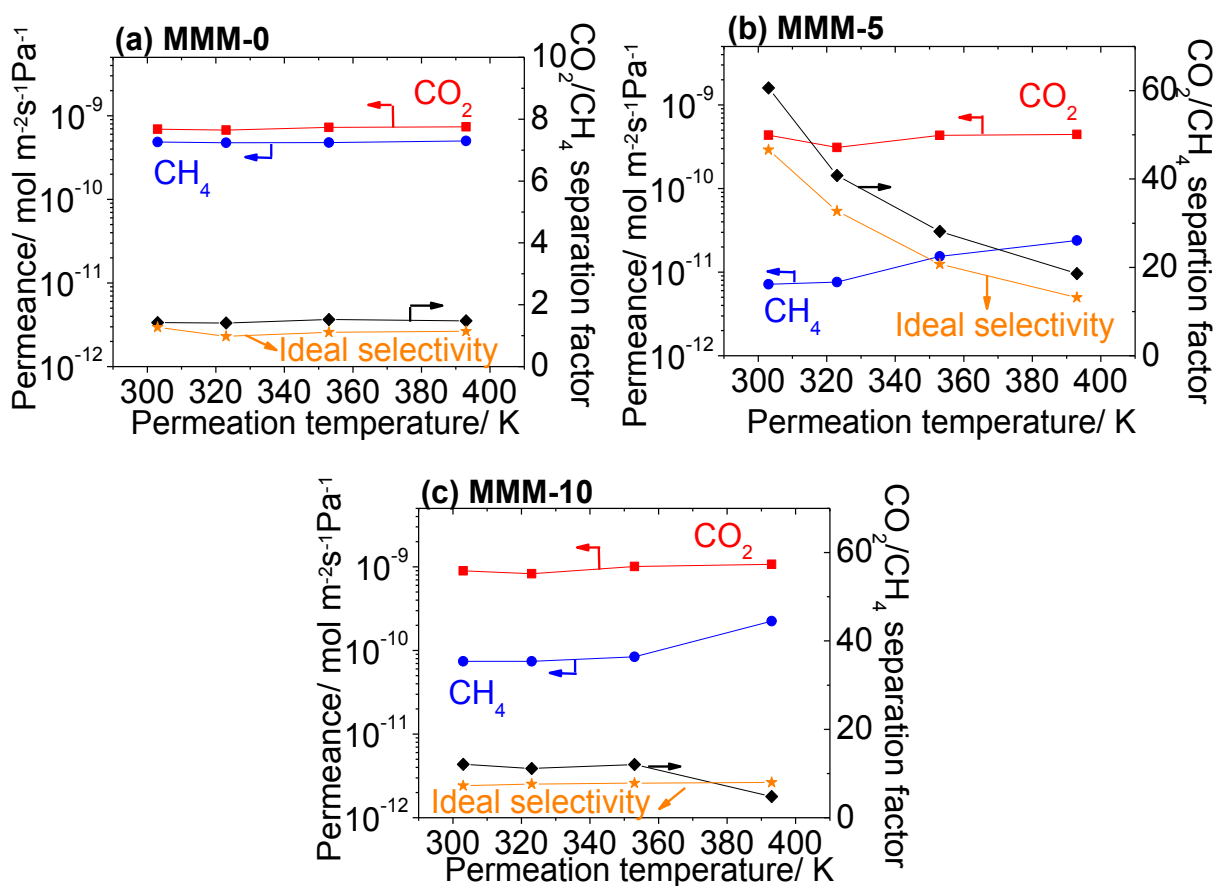 (a) MMM-0
Permeance/ mol m⁻²s⁻¹Pa⁻¹
10⁻⁹
10⁻¹⁰
10⁻¹¹
10⁻¹²
CO₂
CH₄
Ideal selectivity
10
8
6
4
2
0
CO₂/CH₄ separation factor
300 320 340 360 380 400
Permeation temperature/ K
(b) MMM-5
Permeance/ mol m⁻²s⁻¹Pa⁻¹
10⁻⁹
10⁻¹⁰
10⁻¹¹
10⁻¹²
CO₂
CH₄
Ideal selectivity
60
40
20
0
CO₂/CH₄ separtion factor
300 320 340 360 380 400
Permeation temperature/ K
(c) MMM-10
Permeance/ mol m⁻²s⁻¹Pa⁻¹
10⁻⁹
10⁻¹⁰
10⁻¹¹
10⁻¹²
CO₂
CH₄
Ideal selectivity
60
40
20
0
CO₂/CH₄ separation factor
300 320 340 360 380 400
Permeation temperature/ K